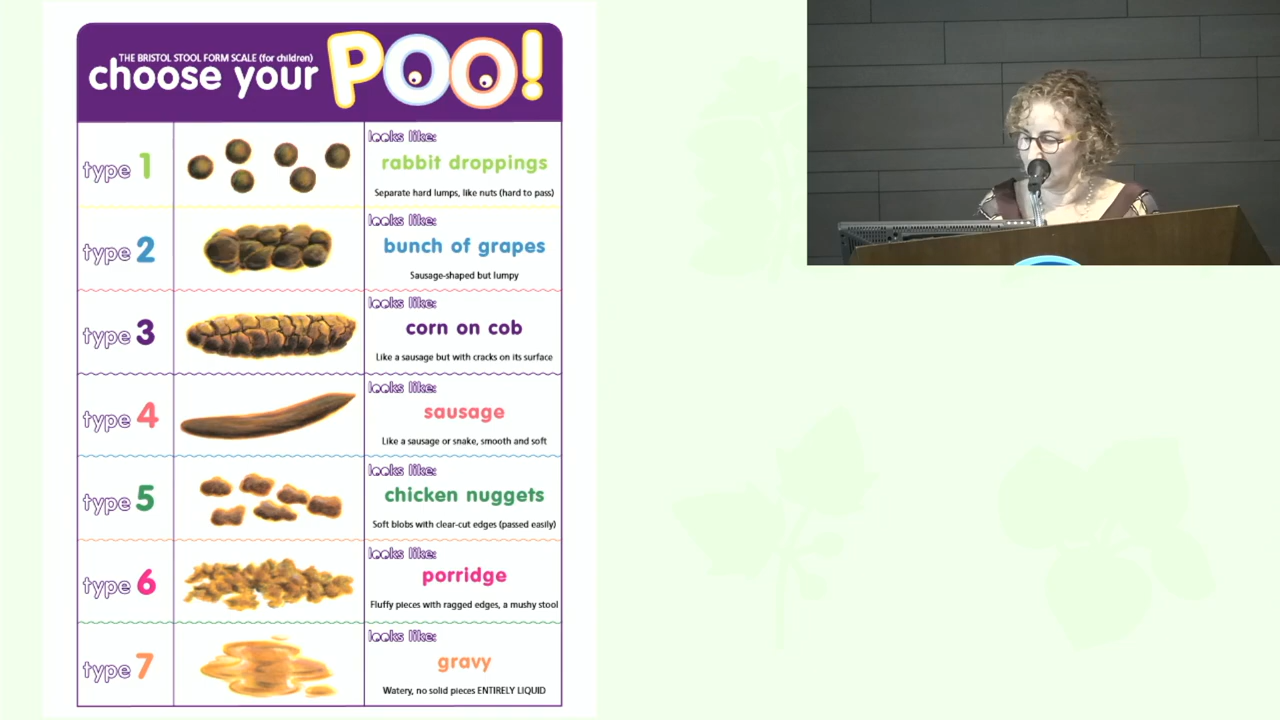 THE BRISTOL STOOL FORM SCALE (for children)
choose your POO!
type 1
looks like:
rabbit droppings
Separate hard lumps, like nuts (hard to pass)
type 2
looks like:
bunch of grapes
Sausage-shaped but lumpy
type 3
looks like:
corn on cob
Like a sausage but with cracks on its surface
type 4
looks like:
sausage
Like a sausage or snake, smooth and soft
type 5
looks like:
chicken nuggets
Soft blobs with clear-cut edges (passed easily)
type 6
looks like:
porridge
Fluffy pieces with ragged edges, a mushy stool
type 7
looks like:
gravy
Watery, no solid pieces ENTIRELY LIQUID